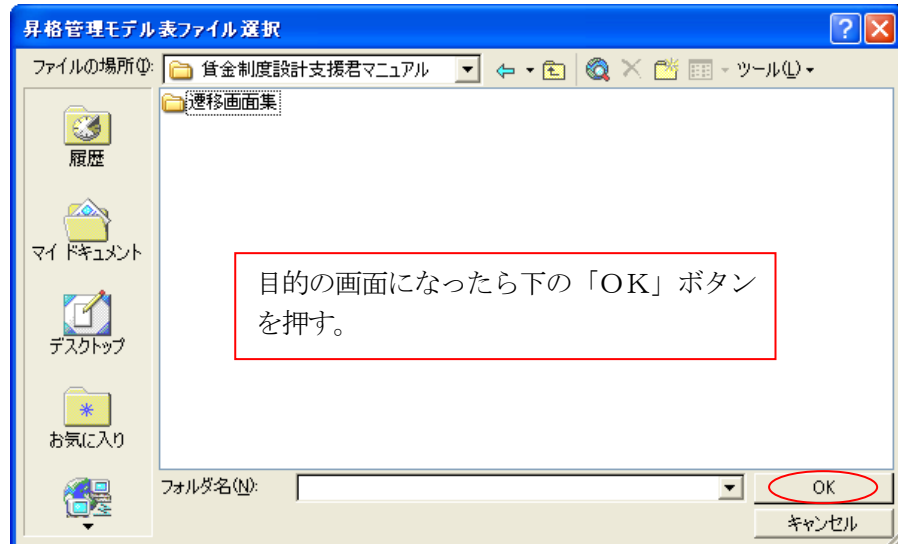 昇格管理モデル表ファイル選択
ファイルの場所(I): 賃金制度設計支援君マニュアル ツール(L)
遷移画面集
履歴
マイ ドキュメント
デスクトップ
お気に入り
目的の画面になったら下の「OK」ボタン
を押す。
フォルダ名(N): OK
キャンセル